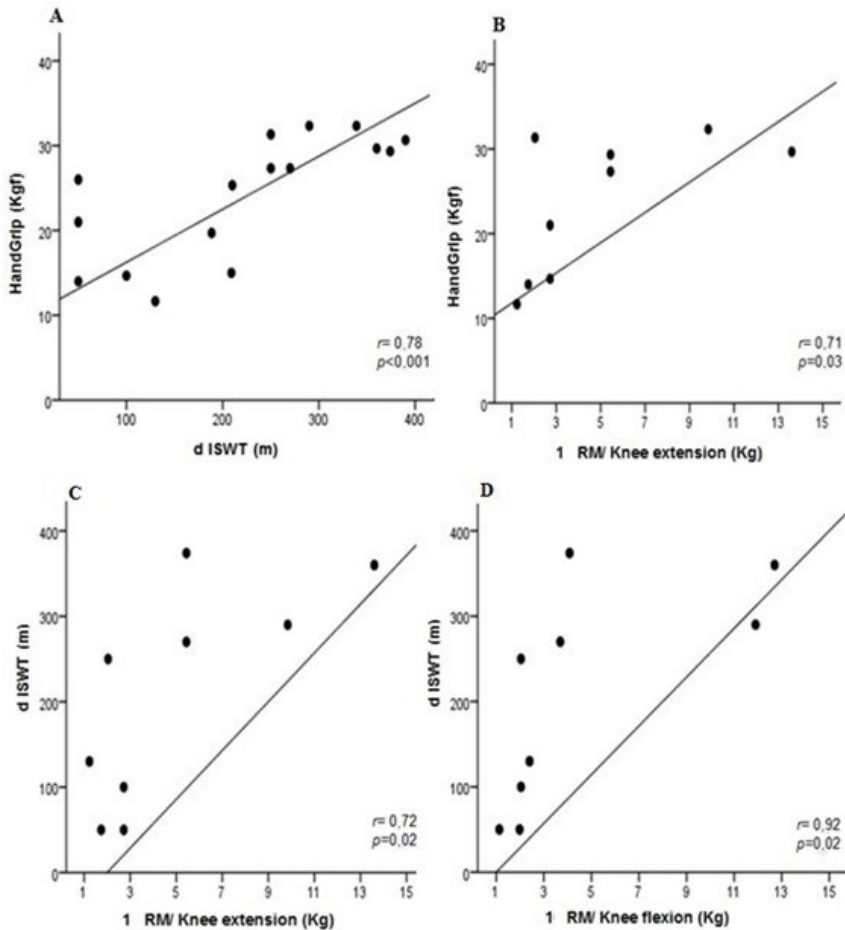 A
HandGrip (Kgf)
40
30
20
10
0
100 200 300 400
d ISWT (m)
r= 0,78
p<0,001
B
HandGrip (Kgf)
40
30
20
10
0
1 3 5 7 9 11 13 15
1 RM/ Knee extension (Kg)
r= 0,71
p=0,03
C
d ISWT (m)
400
300
200
100
0
1 3 5 7 9 11 13 15
1 RM/ Knee extension (Kg)
r= 0,72
p=0,02
D
d ISWT (m)
400
300
200
100
0
1 3 5 7 9 11 13 15
1 RM/ Knee flexion (Kg)
r= 0,92
p=0,02